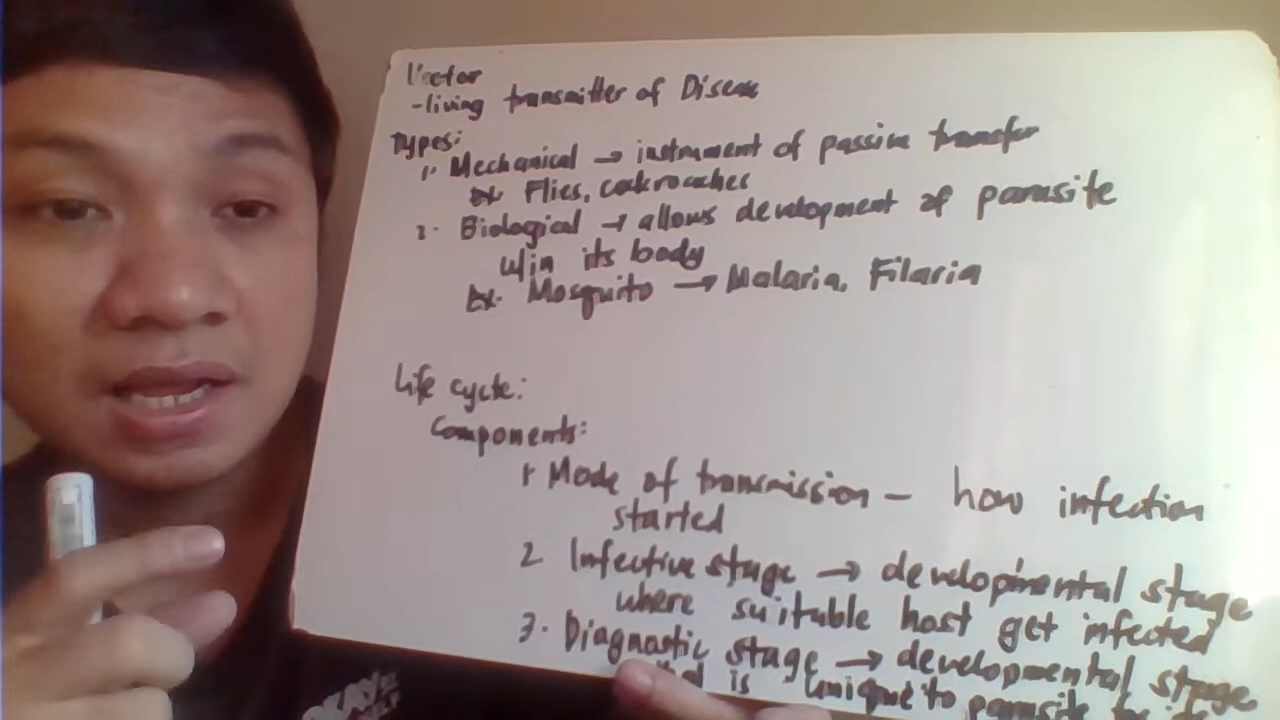 Vector
-living transmitter of Disease
Types:
1. Mechanical → instrument of passive transfer
Ex. Flies, cockroaches
2. Biological → allows development of parasite
w/in its body
Ex. Mosquito → Malaria, Filaria
Life cycle:
Components:
1 Mode of transmission - how infection
started
2 Infective stage → developmental stage
where suitable host get infected
3. Diagnostic stage → developmental stage
is unique to parasite